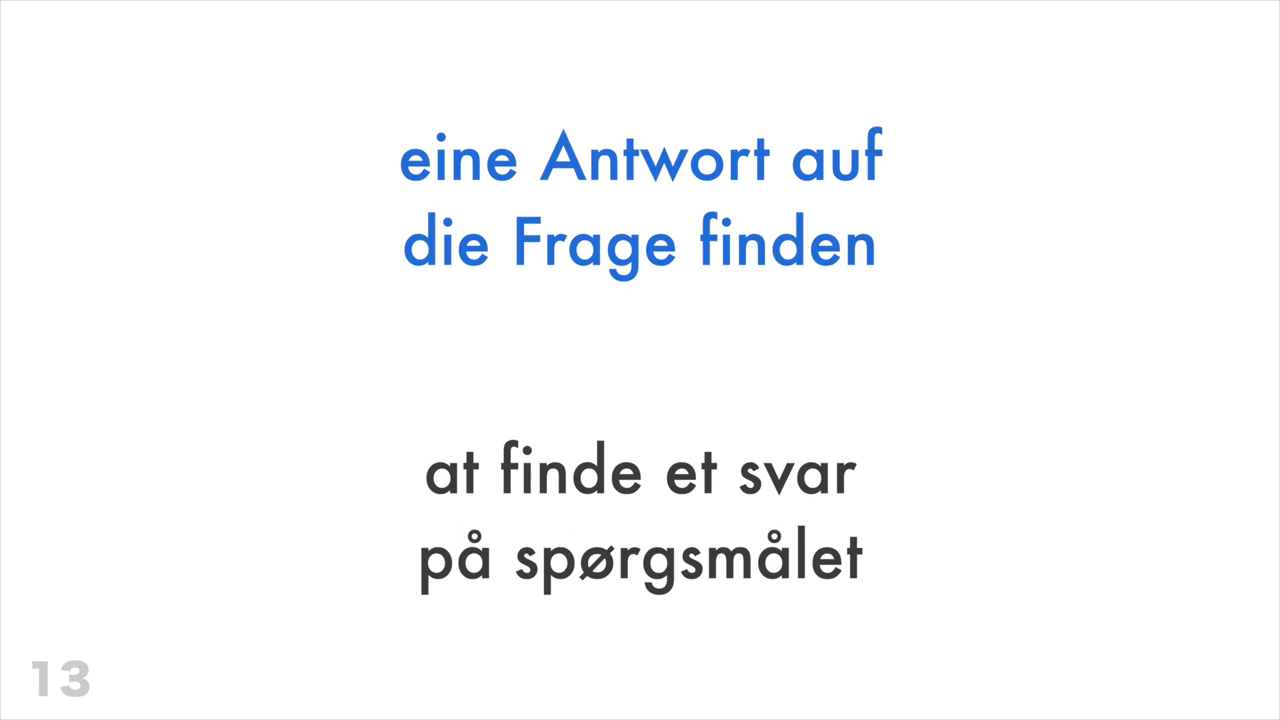 eine Antwort auf
die Frage finden
at finde et svar
på spørgsmålet
13